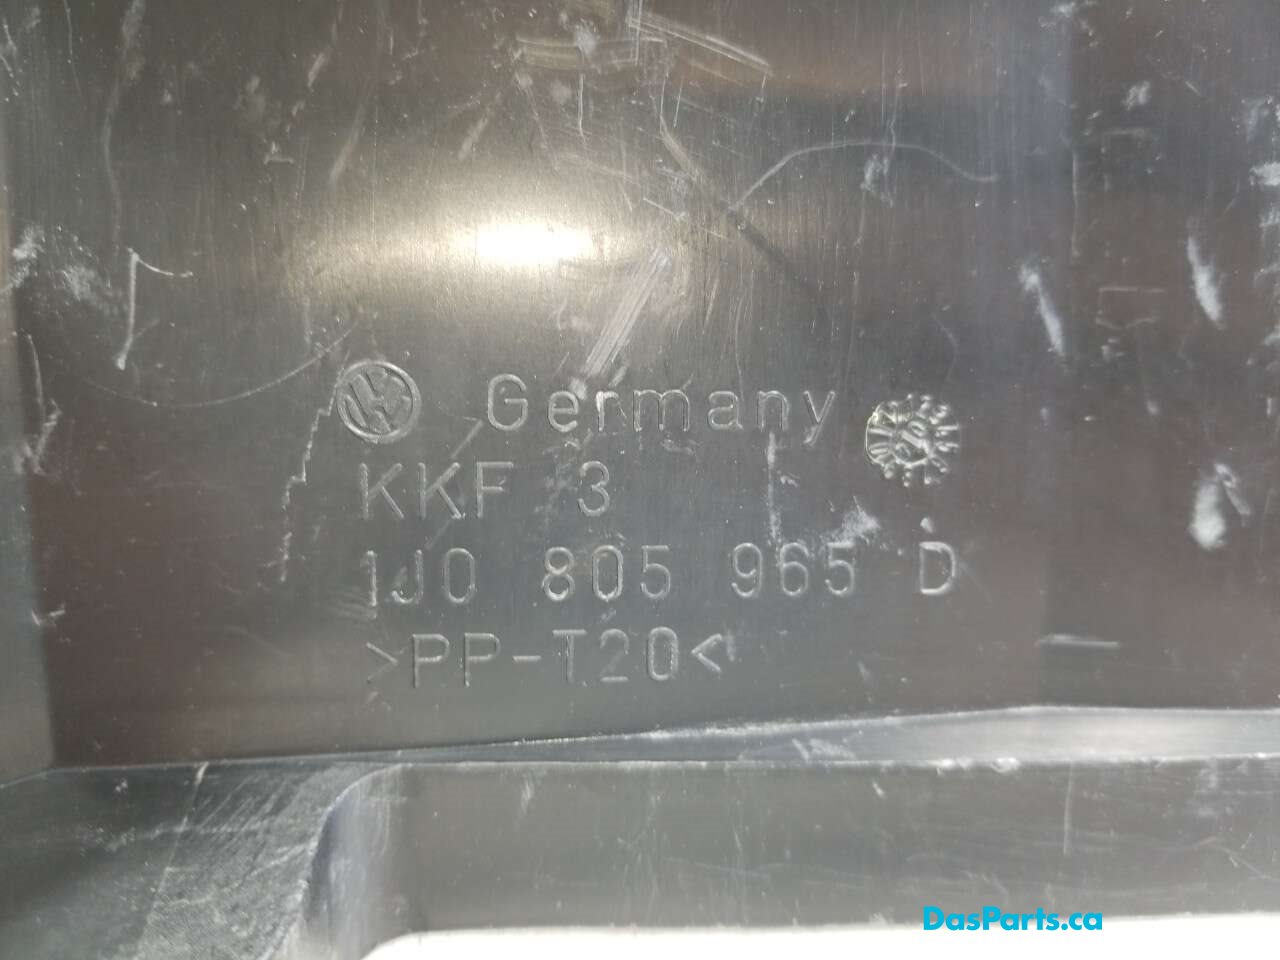 Germany
KKF 3
1J0 805 965 D
>PP-T20<
DasParts.ca